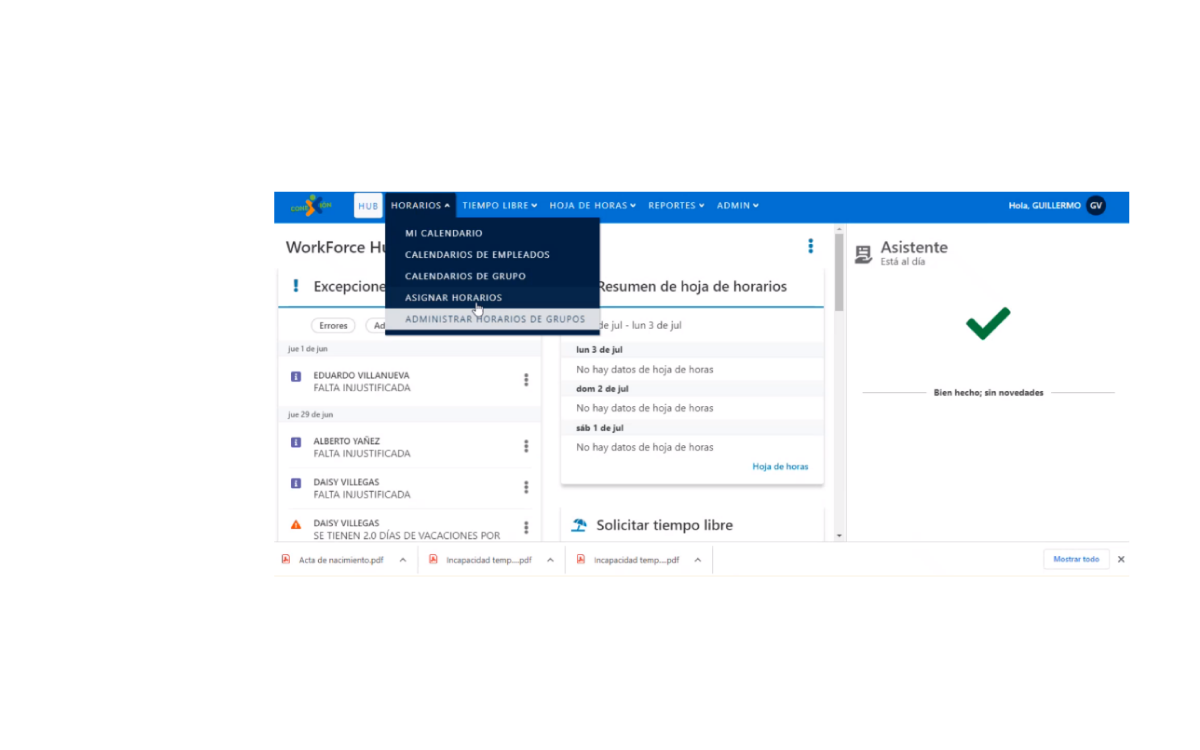 HUB HORARIOS TIEMPO LIBRE HOJA DE HORAS REPORTES ADMIN Hola, GUILLERMO GV
MI CALENDARIO
CALENDARIOS DE EMPLEADOS
CALENDARIOS DE GRUPO
ASIGNAR HORARIOS
ADMINISTRAR HORARIOS DE GRUPOS
WorkForce
Errores
jue 1 de jun
EDUARDO VILLANUEVA
FALTA INJUSTIFICADA
jue 29 de jun
ALBERTO YAÑEZ
FALTA INJUSTIFICADA
DAISY VILLEGAS
FALTA INJUSTIFICADA
DAISY VILLEGAS
SE TIENEN 2.0 DÍAS DE VACACIONES POR
Resumen de hoja de horarios
de jul - lun 3 de jul
lun 3 de jul
No hay datos de hoja de horas
dom 2 de jul
No hay datos de hoja de horas
sáb 1 de jul
No hay datos de hoja de horas
Hoja de horas
Solicitar tiempo libre
Asistente
Está al día
Bien hecho; sin novedades
Acta de nacimiento.pdf Incapacidad temp....pdf Incapacidad temp....pdf Mostrar todo